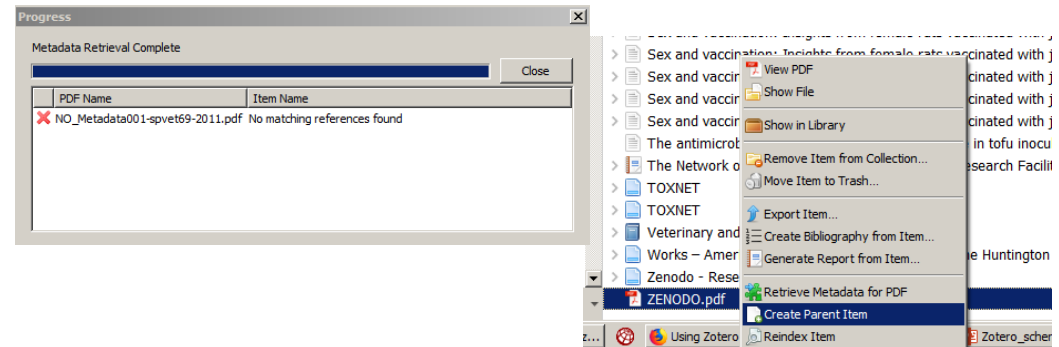 Progress
Metadata Retrieval Complete
Close
PDF Name Item Name
NO_Metadata001-spvet69-2011.pdf No matching references found
Sex and vaccination: Insights from female rats vaccinated with j
Sex and vaccin
cinated with j
Sex and vaccin
cinated with j
Sex and vaccin
cinated with j
Sex and vaccin
cinated with j
The antimicrob
in tofu inocu
The Network o
esearch Facilit
TOXNET
TOXNET
Veterinary and
Works – Amer
e Huntington
Zenodo - Rese
ZENODO.pdf
View PDF
Show File
Show in Library
Remove Item from Collection...
Move Item to Trash...
Export Item...
Create Bibliography from Item...
Generate Report from Item...
Retrieve Metadata for PDF
Create Parent Item
Reindex Item
z...
Using Zotero
Zotero_scher